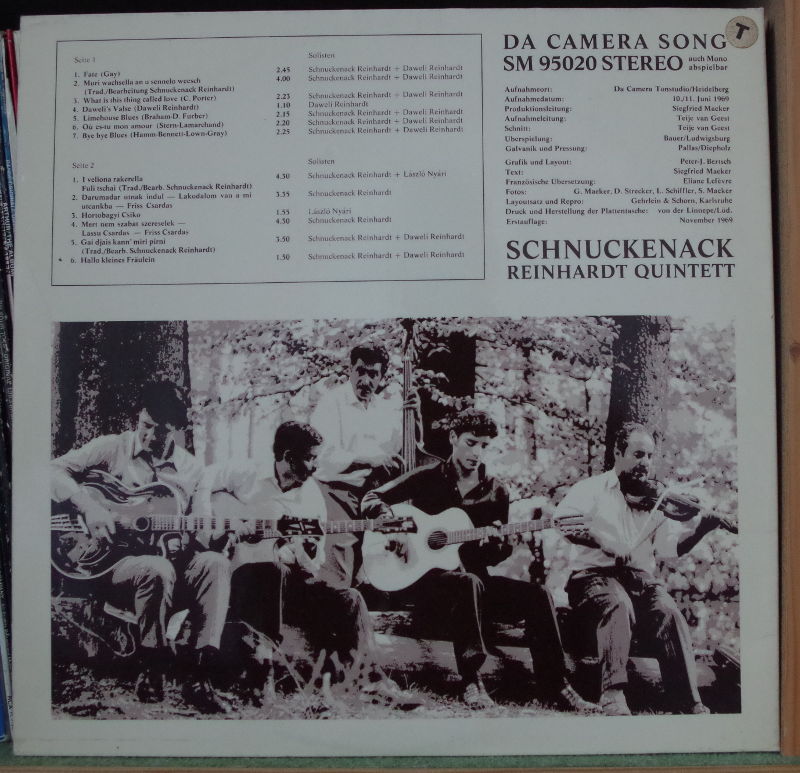 Seite 1
Solisten
1. Fate (Gay) 2.45 Schnuckenack Reinhardt + Daweli Reinhardt
2. Muri wachsella an u sennelo weesch 4.00 Schnuckenack Reinhardt + Daweli Reinhardt
(Trad./Bearbeitung Schnuckenack Reinhardt)
3. What is this thing called love (C. Porter) 2.23 Schnuckenack Reinhardt + Daweli Reinhardt
4. Daweli's Valse (Daweli Reinhardt) 1.10 Daweli Reinhardt
5. Limehouse Blues (Braham-D. Furber) 2.15 Schnuckenack Reinhardt + Daweli Reinhardt
6. Où es-tu mon amour (Stern-Lamarchand) 2.20 Schnuckenack Reinhardt + Daweli Reinhardt
7. Bye bye Blues (Hamm-Bennett-Lown-Gray) 2.25 Schnuckenack Reinhardt + Daweli Reinhardt
Seite 2
Solisten
1. I veliona rakerella 4.30 Schnuckenack Reinhardt + László Nyári
Fuli tschai (Trad./Bearb. Schnuckenack Reinhardt)
2. Darumadar utnak indul — Lakodalom van a mi 3.35 Schnuckenack Reinhardt
utcankba — Friss Csardas
3. Hortobagyi Csiko 1.55 László Nyári
4. Mert nem szabat szereselek — 4.50 Schnuckenack Reinhardt
Lassu Csardas — Friss Csardas
5. Gai djais kann' miri pirni 3.50 Schnuckenack Reinhardt + Daweli Reinhardt
(Trad./Bearb. Schnuckenack Reinhardt)
6. Hallo kleines Fräulein 1.50 Schnuckenack Reinhardt + Daweli Reinhardt
DA CAMERA SONG
T
SM 95020 STEREO auch Mono
abspielbar
Aufnahmeort: Da Camera Tonstudio/Heidelberg
Aufnahmedatum: 10./11. Juni 1969
Produktionsleitung: Siegfried Maeker
Aufnahmeleitung: Teije van Geest
Schnitt: Teije van Geest
Überspielung: Bauer/Ludwigsburg
Galvanik und Pressung: Pallas/Diepholz
Grafik und Layout: Peter-J. Bertsch
Text: Siegfried Maeker
Französische Übersetzung: Eliane Lefèvre
Fotos: G. Maeker, D. Strecker, L. Schiffler, S. Maeker
Layoutsatz und Repro: Gehrlein & Schorn, Karlsruhe
Druck und Herstellung der Plattentasche: von der Linnepe/Lüd.
Erstauflage: November 1969
SCHNUCKENACK
REINHARDT QUINTETT